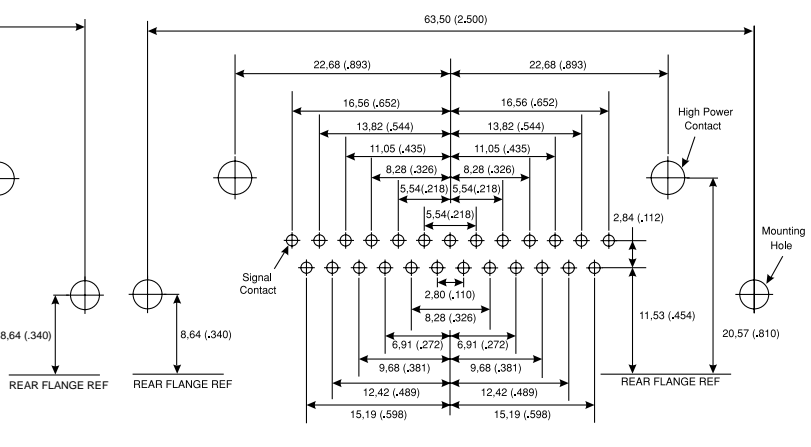 63,50 (2.500)
22,68 (.893) 22,68 (.893)
16,56 (.652) 16,56 (.652)
High Power
Contact
13,82 (.544) 13,82 (.544)
11,05 (.435) 11,05 (.435)
8,28 (.326) 8,28 (.326)
5,54(.218) 5,54(.218)
5,54(.218)
2,84 (.112)
Mounting
Hole
Signal
Contact
2,80 (.110)
8,28 (.326)
11,53 (.454)
8,64 (.340) 8,64 (.340)
6,91 (.272) 6,91 (.272)
20,57 (.810)
9,68 (.381) 9,68 (.381)
REAR FLANGE REF REAR FLANGE REF REAR FLANGE REF
12,42 (.489) 12,42 (.489)
15,19 (.598) 15,19 (.598)